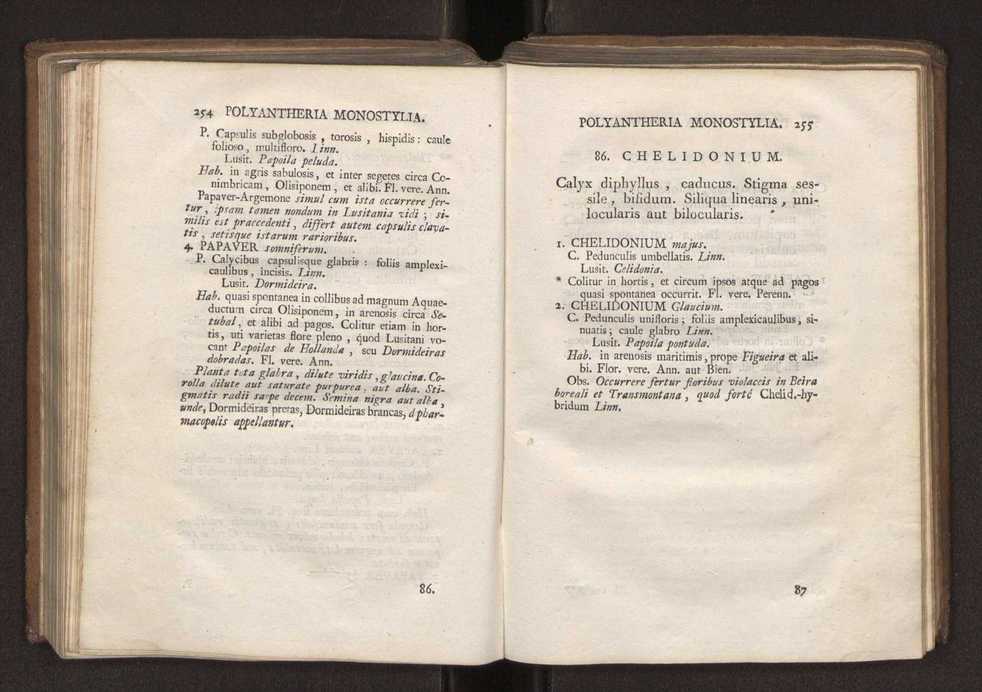 254 POLYANTHERIA MONOSTYLIA.
P. Capsulis subglobosis , torosis , hispidis : caule
folioso, multifloro. Linn.
Lusit. Papoila peluda.
Hab. in agris sabulosis, et inter segetes circa Co-
nimbricam, Olisiponem, et alibi. Fl. vere. Ann.
Papaver-Argemone simul cum ista occurrere fer-
tur, ipsam tamen nondum in Lusitania vidi ; si-
milis est praecedenti, differt autem capsulis clava-
tis, setisque istarum rarioribus.
4. PAPAVER somniferum.
P. Calycibus capsulisque glabris : foliis amplexi-
caulibus, incisis. Linn.
Lusit. Dormideira.
Hab. quasi spontanea in collibus ad magnum Aquae-
ductum circa Olisiponem, in arenosis circa Se-
tubal, et alibi ad pagos. Colitur etiam in hor-
tis, uti varietas flore pleno , quod Lusitani vo-
cant Papoilas de Hollanda , seu Dormideiras
dobradas. Fl. vere. Ann.
Planta tota glabra, dilute viridis, glaucina. Co-
rolla dilute aut saturate purpurea, aut alba. Sti-
gmatis radii saepe decem. Semina nigra aut alba,
unde, Dormideiras pretas, Dormideiras brancas, d phar-
macopolis appellantur.
86.
POLYANTHERIA MONOSTYLIA. 255
86. CHELIDONIUM.
Calyx diphyllus , caducus. Stigma ses-
sile , bifidum. Siliqua linearis , uni-
locularis aut bilocularis.
1. CHELIDONIUM majus.
C. Pedunculis umbellatis. Linn.
Lusit. Celidonia.
* Colitur in hortis, et circum ipsos atque ad pagos
quasi spontanea occurrit. Fl. vere. Perenn.
2. CHELIDONIUM Glaucium.
C. Pedunculis unifloris; foliis amplexicaulibus, si-
nuatis; caule glabro Linn.
Lusit. Papoila pontuda.
Hab. in arenosis maritimis, prope Figueira et ali-
bi. Flor. vere. Ann. aut Bien.
Obs. Occurrere fertur floribus violaceis in Beira
boreali et Transmontana , quod forté Chelid.-hy-
bridum Linn.
87